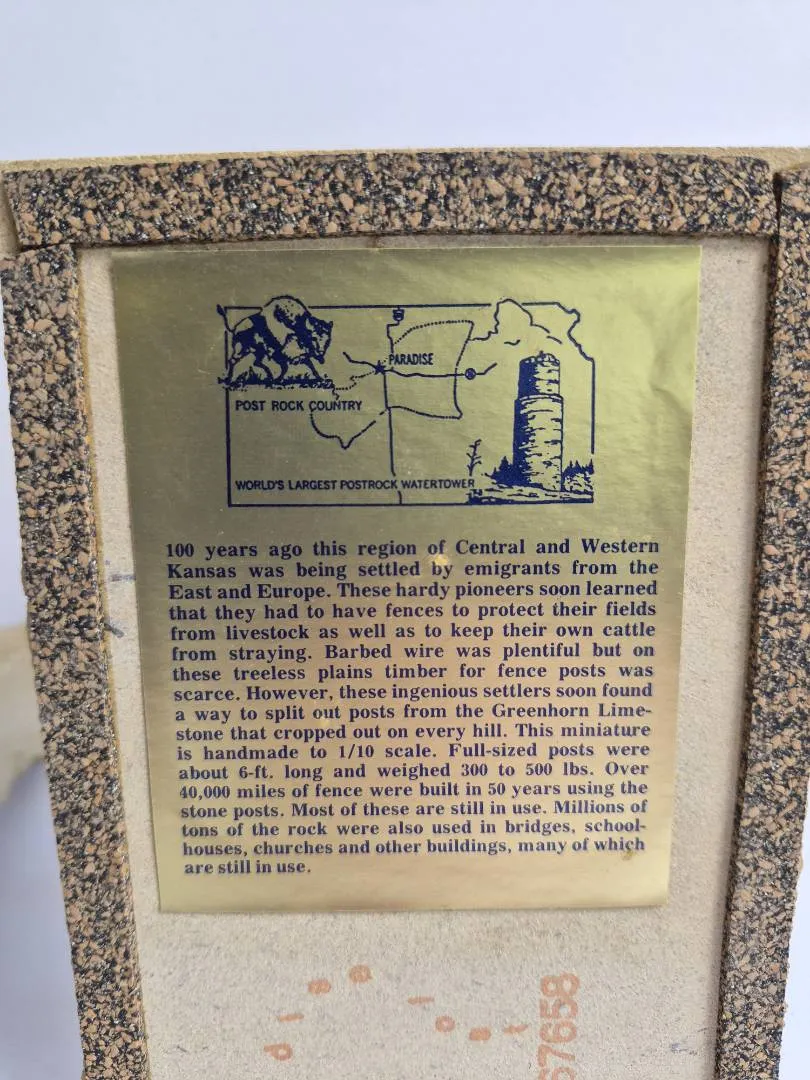 PARADISE
POST ROCK COUNTRY
WORLD'S LARGEST POSTROCK WATERTOWER
100 years ago this region of Central and Western
Kansas was being settled by emigrants from the
East and Europe. These hardy pioneers soon learned
that they had to have fences to protect their fields
from livestock as well as to keep their own cattle
from straying. Barbed wire was plentiful but on
these treeless plains timber for fence posts was
scarce. However, these ingenious settlers soon found
a way to split out posts from the Greenhorn Lime-
stone that cropped out on every hill. This miniature
is handmade to 1/10 scale. Full-sized posts were
about 6-ft. long and weighed 300 to 500 lbs. Over
40,000 miles of fence were built in 50 years using the
stone posts. Most of these are still in use. Millions of
tons of the rock were also used in bridges, school-
houses, churches and other buildings, many of which
are still in use.
67658